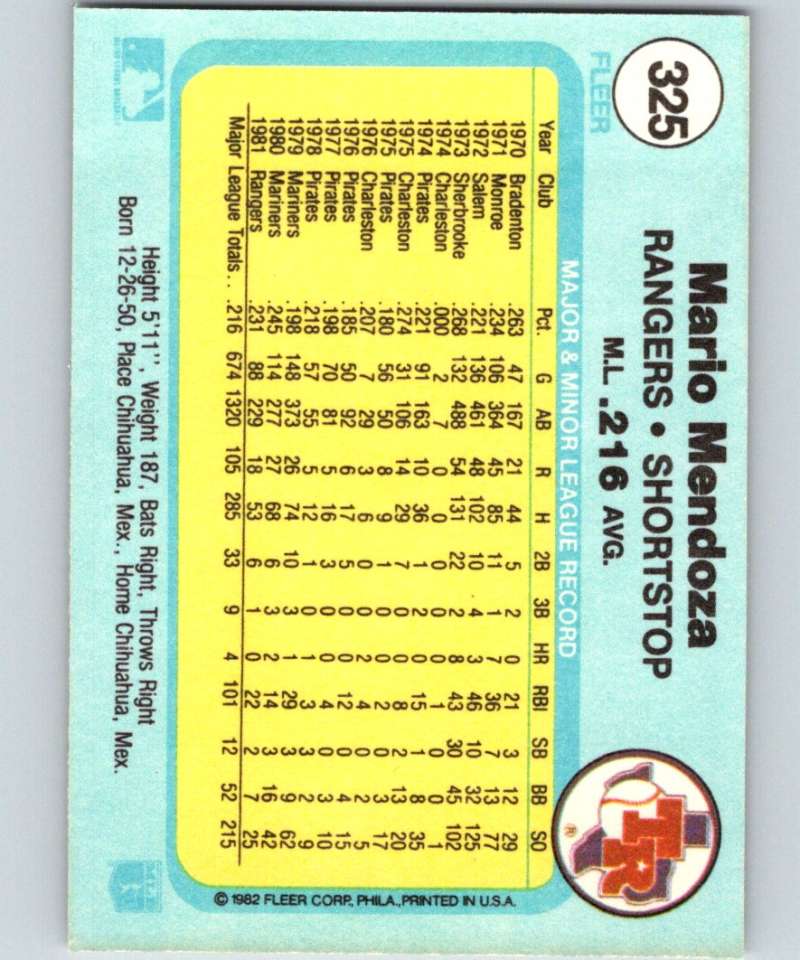 325
FLEER
Mario Mendoza
RANGERS • SHORTSTOP
M.L. .216 AVG.
TR
®
MAJOR & MINOR LEAGUE RECORD
Year Club Pct. G AB R H 2B 3B HR RBI SB BB SO
1970 Bradenton .263 47 167 21 44 5 2 0 21 3 12 29
1971 Monroe .234 106 364 45 85 11 1 7 36 7 13 77
1972 Salem .221 136 461 48 102 10 4 3 46 10 32 125
1973 Sherbrooke .268 132 488 54 131 22 2 8 43 30 45 102
1974 Charleston .000 2 7 0 0 0 0 0 1 0 0 1
1974 Pirates .221 91 163 10 36 1 2 0 15 1 8 35
1975 Charleston .274 31 106 14 29 7 0 0 8 2 13 20
1975 Pirates .180 56 50 8 9 1 0 0 2 0 3 17
1976 Charleston .207 7 29 3 6 0 0 2 4 0 2 5
1976 Pirates .185 50 92 6 17 5 0 0 12 0 4 15
1977 Pirates .198 70 81 5 16 3 0 0 4 0 3 10
1978 Pirates .218 57 55 5 12 1 0 1 3 3 2 9
1979 Mariners .198 148 373 26 74 10 3 1 29 3 9 62
1980 Mariners .245 114 277 27 68 6 3 2 14 3 16 42
1981 Rangers .231 88 229 18 53 6 1 0 22 2 7 25
Major League Totals . . .216 674 1320 105 285 33 9 4 101 12 52 215
© 1982 FLEER CORP., PHILA., PRINTED IN U.S.A.
Height 5'11", Weight 187, Bats Right, Throws Right
Born 12-26-50, Place Chihuahua, Mex., Home Chihuahua, Mex.